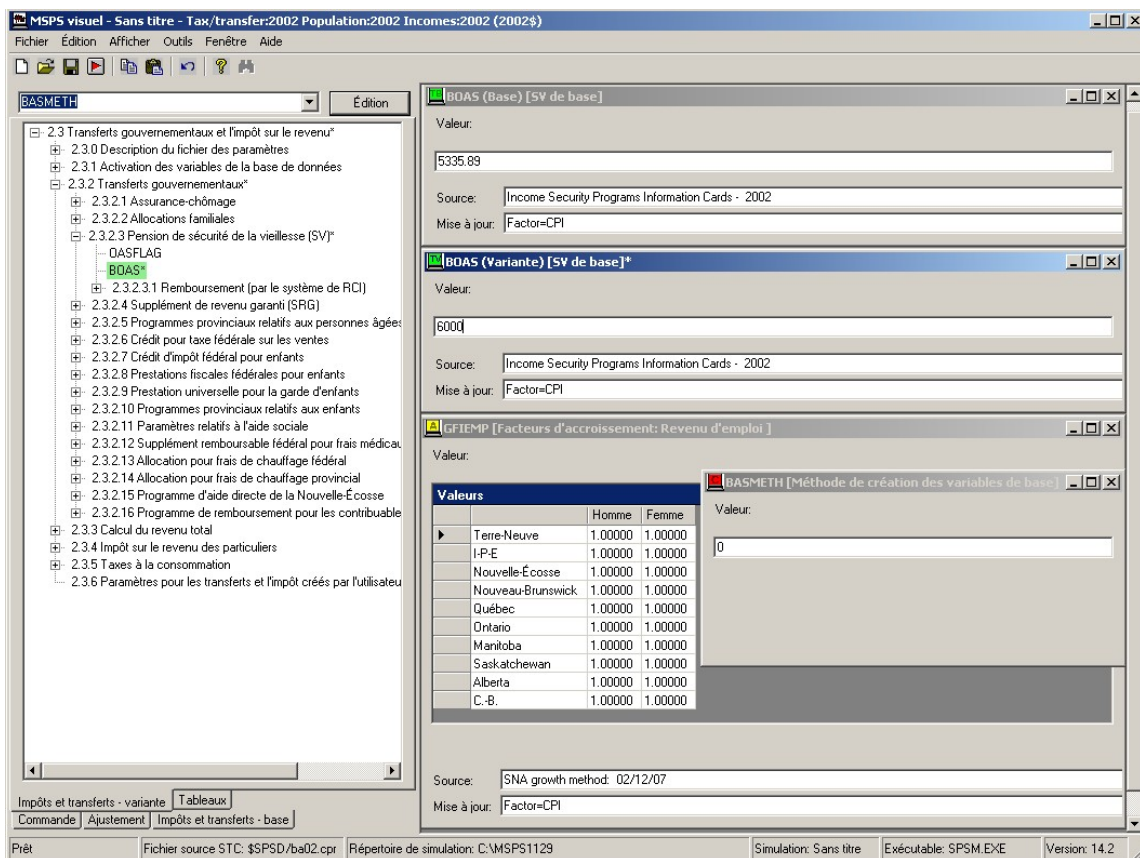 MSPS visuel - Sans titre - Tax/transfer:2002 Population:2002 Incomes:2002 (2002$)
Fichier Édition Afficher Outils Fenêtre Aide
BASMETH
Édition
2.3 Transferts gouvernementaux et l'impôt sur le revenu*
2.3.0 Description du fichier des paramètres
2.3.1 Activation des variables de la base de données
2.3.2 Transferts gouvernementaux*
2.3.2.1 Assurance-chômage
2.3.2.2 Allocations familiales
2.3.2.3 Pension de sécurité de la vieillesse (SV)*
OASFLAG
BOAS*
2.3.2.3.1 Remboursement (par le système de RCI)
2.3.2.4 Supplément de revenu garanti (SRG)
2.3.2.5 Programmes provinciaux relatifs aux personnes âgées
2.3.2.6 Crédit pour taxe fédérale sur les ventes
2.3.2.7 Crédit d'impôt fédéral pour enfants
2.3.2.8 Prestations fiscales fédérales pour enfants
2.3.2.9 Prestation universelle pour la garde d'enfants
2.3.2.10 Programmes provinciaux relatifs aux enfants
2.3.2.11 Paramètres relatifs à l'aide sociale
2.3.2.12 Supplément remboursable fédéral pour frais médicau
2.3.2.13 Allocation pour frais de chauffage fédéral
2.3.2.14 Allocation pour frais de chauffage provincial
2.3.2.15 Programme d'aide directe de la Nouvelle-Écosse
2.3.2.16 Programme de remboursement pour les contribuable
2.3.3 Calcul du revenu total
2.3.4 Impôt sur le revenu des particuliers
2.3.5 Taxes à la consommation
2.3.6 Paramètres pour les transferts et l'impôt créés par l'utilisateu
Impôts et transferts - variante Tableaux
Commande Ajustement Impôts et transferts - base
BOAS (Base) [SV de base]
Valeur:
5335.89
Source: Income Security Programs Information Cards - 2002
Mise à jour: Factor=CPI
BOAS (Variante) [SV de base]*
Valeur:
6000
Source: Income Security Programs Information Cards - 2002
Mise à jour: Factor=CPI
GFIEMP [Facteurs d'accroissement: Revenu d'emploi ]
Valeur:
Valeurs
Homme Femme
Terre-Neuve 1.00000 1.00000
I-P-E 1.00000 1.00000
Nouvelle-Écosse 1.00000 1.00000
Nouveau-Brunswick 1.00000 1.00000
Québec 1.00000 1.00000
Ontario 1.00000 1.00000
Manitoba 1.00000 1.00000
Saskatchewan 1.00000 1.00000
Alberta 1.00000 1.00000
C.-B. 1.00000 1.00000
Source: SNA growth method: 02/12/07
Mise à jour: Factor=CPI
BASMETH [Méthode de création des variables de base]
Valeur:
0
Prêt Fichier source STC: $SPSD/ba02.cpr Répertoire de simulation: C:\MSPS1129 Simulation: Sans titre Exécutable: SPSM.EXE Version: 14.2